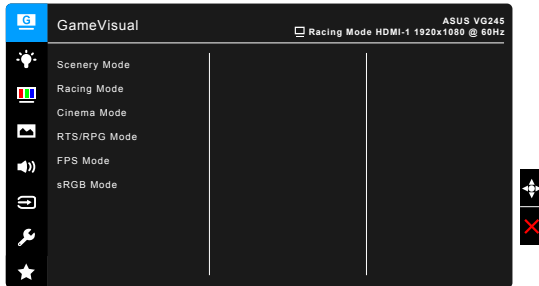 G
GameVisual
ASUS VG245
Racing Mode HDMI-1 1920x1080 @ 60Hz
Scenery Mode
Racing Mode
Cinema Mode
RTS/RPG Mode
FPS Mode
sRGB Mode